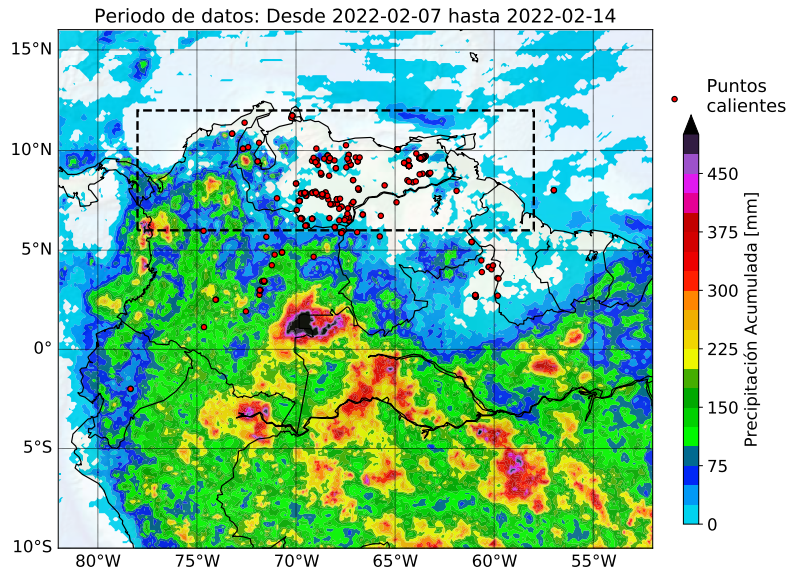 Periodo de datos: Desde 2022-02-07 hasta 2022-02-14
15°N
10°N
5°N
0°
5°S
10°S
80°W
75°W
70°W
65°W
60°W
55°W
Puntos
calientes
450
375
300
225
150
75
0
Precipitación Acumulada [mm]